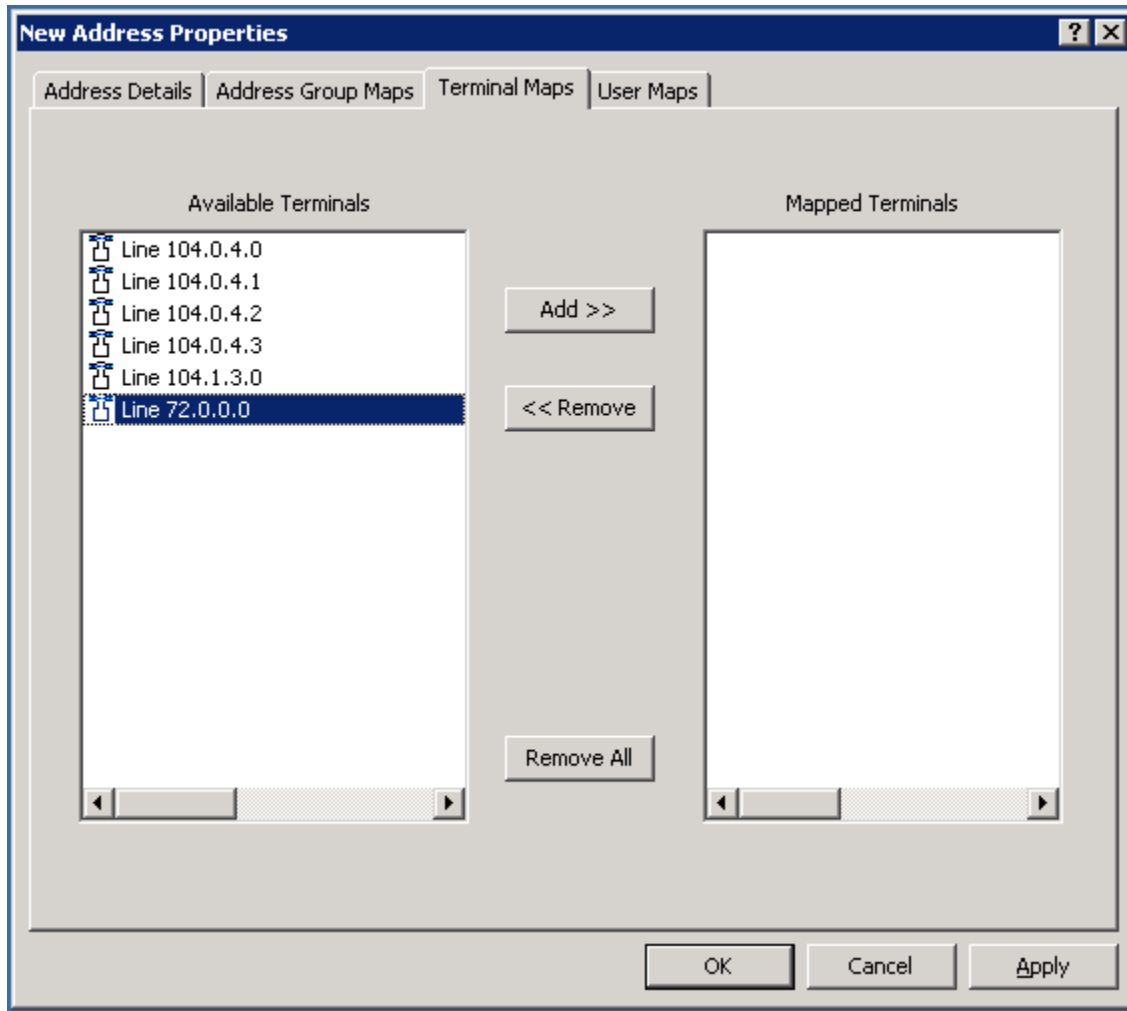 New Address Properties
? X
Address Details Address Group Maps Terminal Maps User Maps
Available Terminals
Mapped Terminals
Line 104.0.4.0
Line 104.0.4.1
Line 104.0.4.2
Line 104.0.4.3
Line 104.1.3.0
Line 72.0.0.0
Add >>
<< Remove
Remove All
OK Cancel Apply